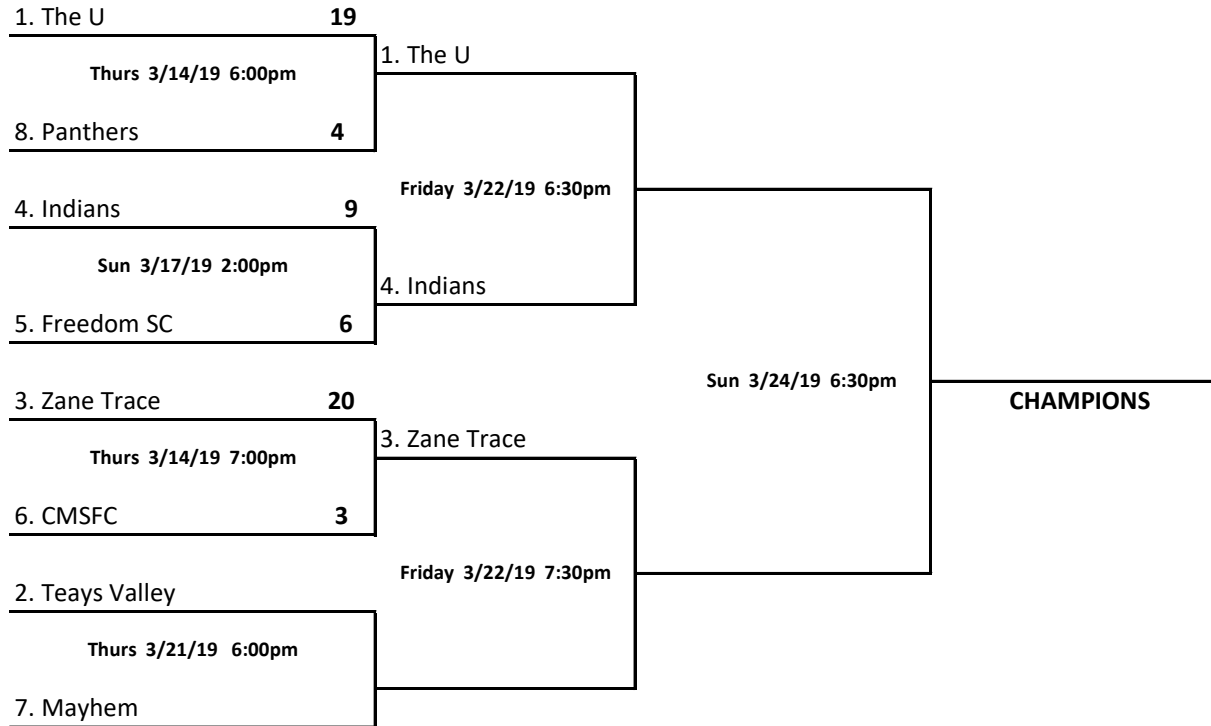 1. The U 19
1. The U
Thurs 3/14/19 6:00pm
8. Panthers 4
Friday 3/22/19 6:30pm
4. Indians 9
Sun 3/17/19 2:00pm
4. Indians
5. Freedom SC 6
Sun 3/24/19 6:30pm
CHAMPIONS
3. Zane Trace 20
3. Zane Trace
Thurs 3/14/19 7:00pm
6. CMSFC 3
Friday 3/22/19 7:30pm
2. Teays Valley
Thurs 3/21/19 6:00pm
7. Mayhem